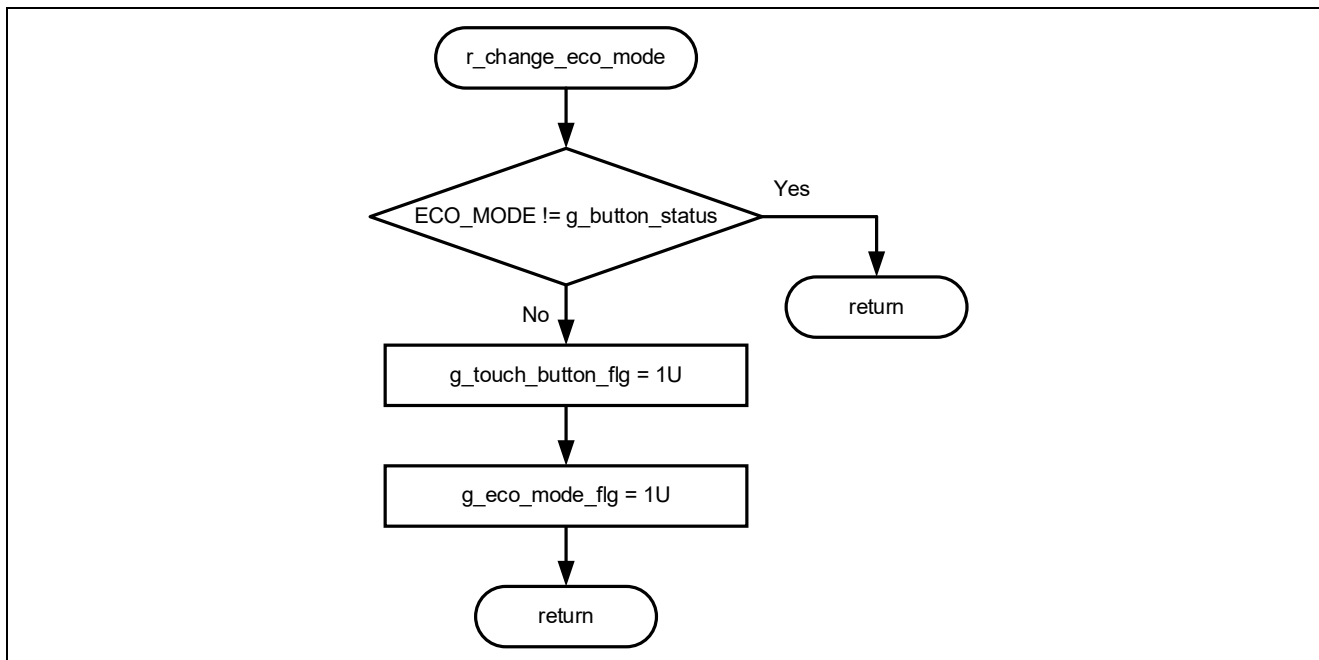 r_change_eco_mode
ECO_MODE != g_button_status
Yes
return
No
g_touch_button_flg = 1U
g_eco_mode_flg = 1U
return